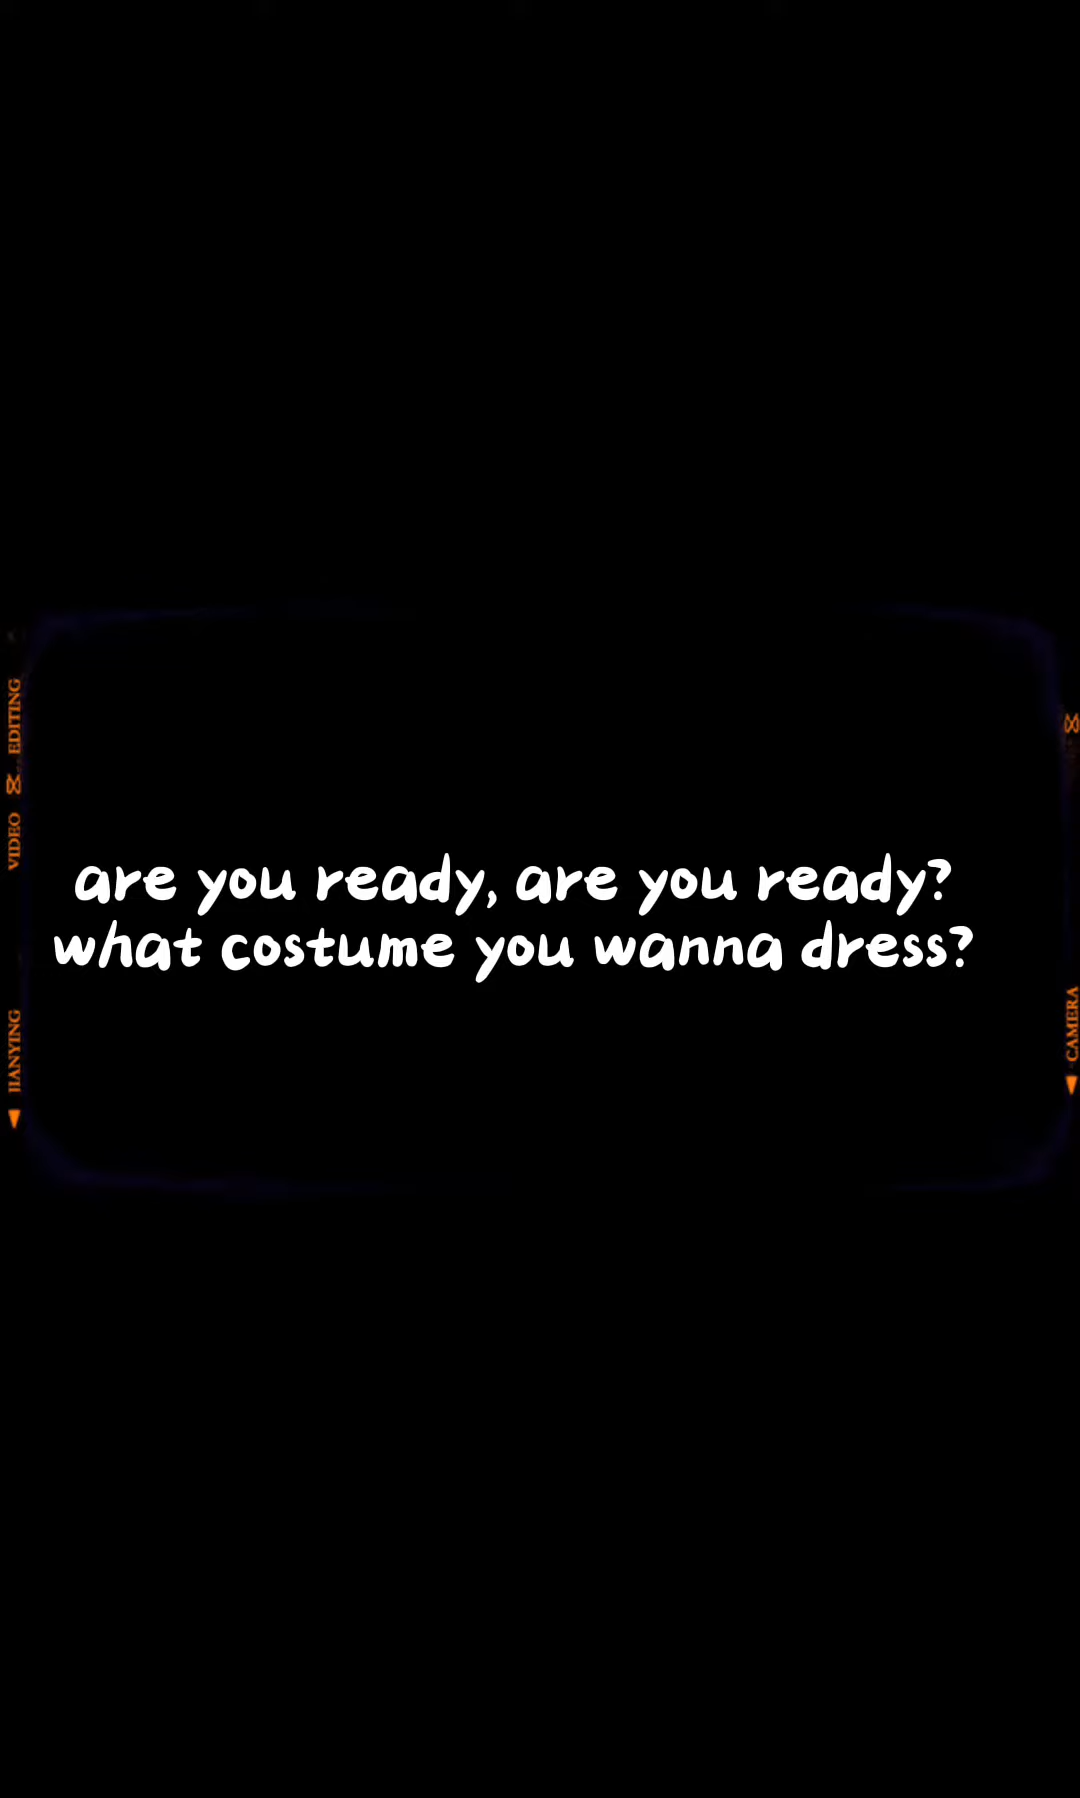 are you ready, are you ready?
what costume you wanna dress?
VIDEO
EDITING
JIANYING
CAMERA